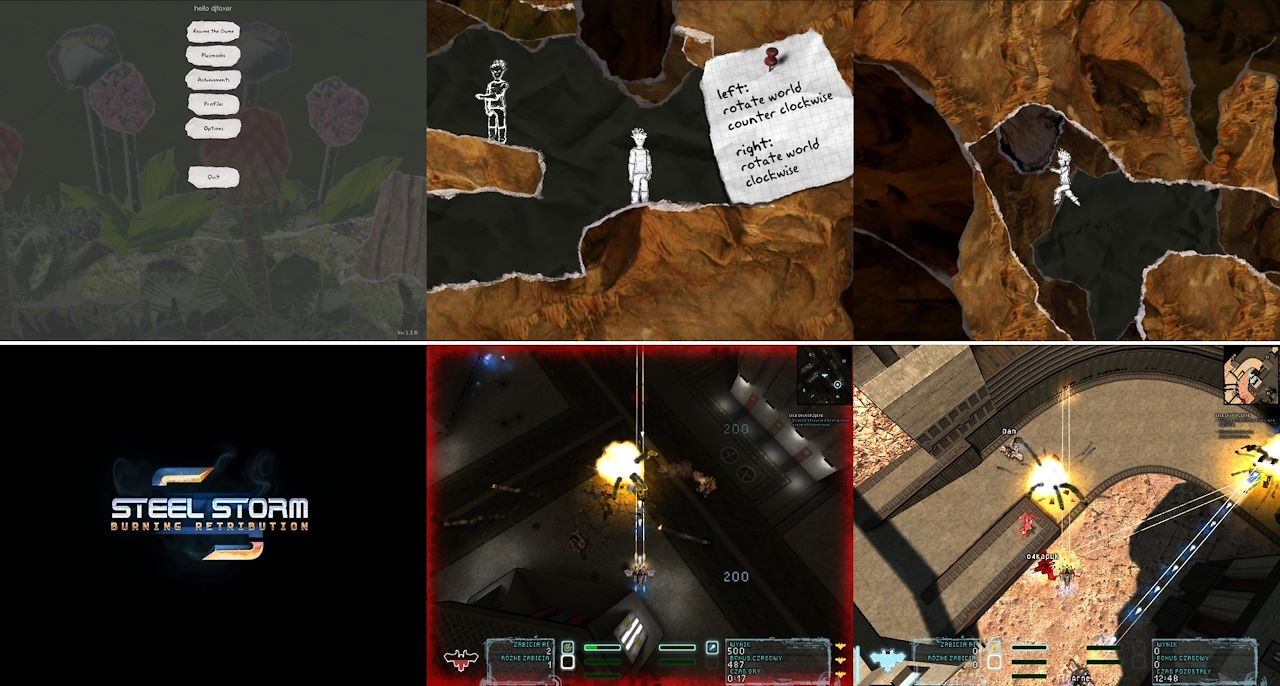 hello djfoxer
Resume the Game
Playmodes
Achievements
Profiles
Options
Quit
Ver 1.3.0
left:
rotate world
counter clockwise
right:
rotate world
clockwise
STEEL STORM
BURNING RETRIBUTION
200
200
ZABICIA AI
2
RÓŻNE ZABICIA
1
WYNIK
500
BONUS CZASOWY
487
CZAS GRY
0:17
Dan
o4kapuk
Arne
ZABICIA AI
0
RÓŻNE ZABICIA
0
WYNIK
0
BONUS CZASOWY
0
CZAS POZOSTAŁY
12:48